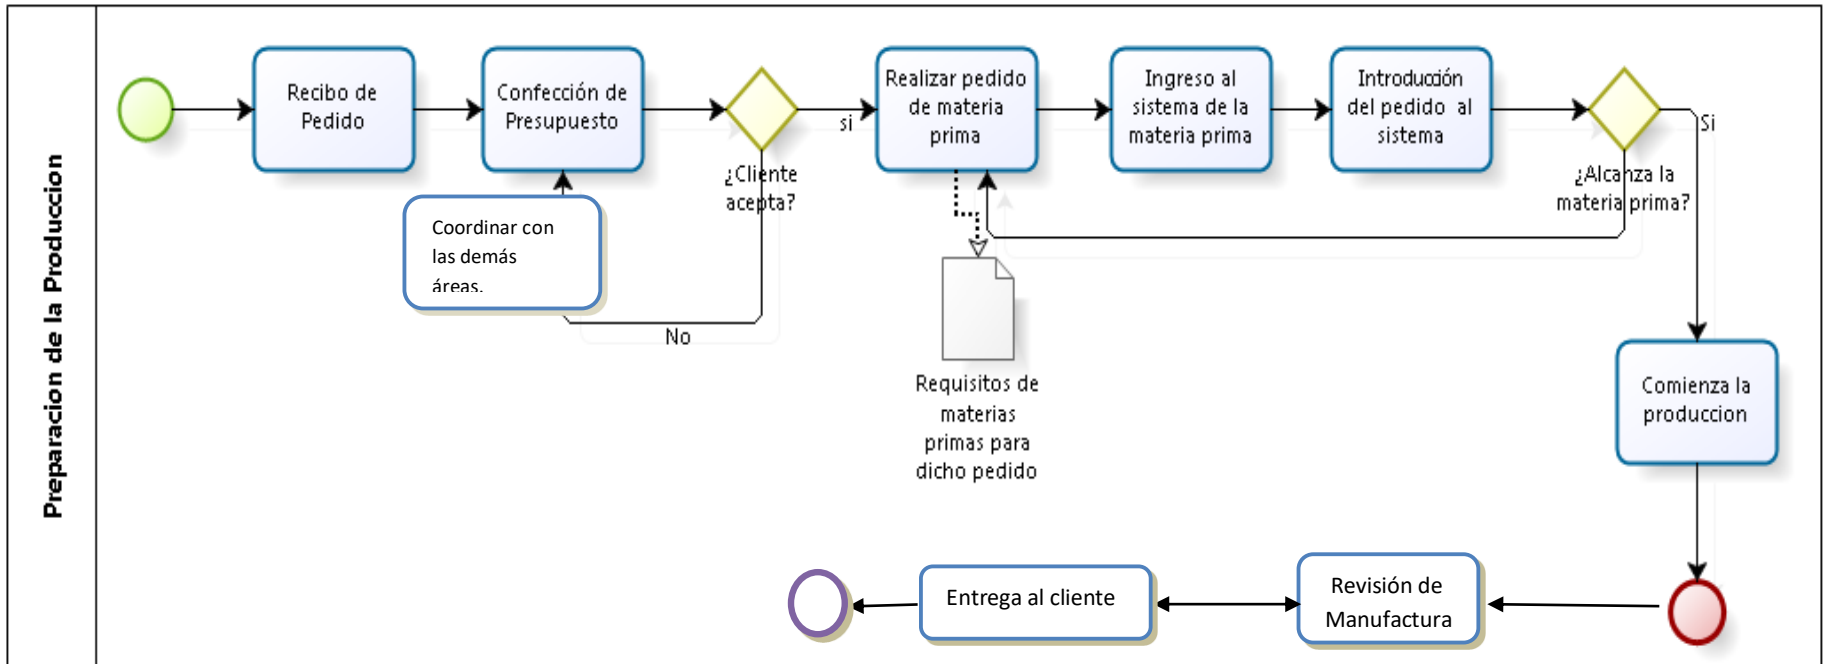 Preparacion de la Produccion
Recibo de
Pedido
Confección de
Presupuesto
¿Cliente
acepta?
si
No
Coordinar con
las demás
áreas.
Realizar pedido
de materia
prima
Ingreso al
sistema de la
materia prima
Introducción
del pedido al
sistema
¿Alcanza la
materia prima?
Si
Requisitos de
materias
primas para
dicho pedido
Comienza la
produccion
Revisión de
Manufactura
Entrega al cliente